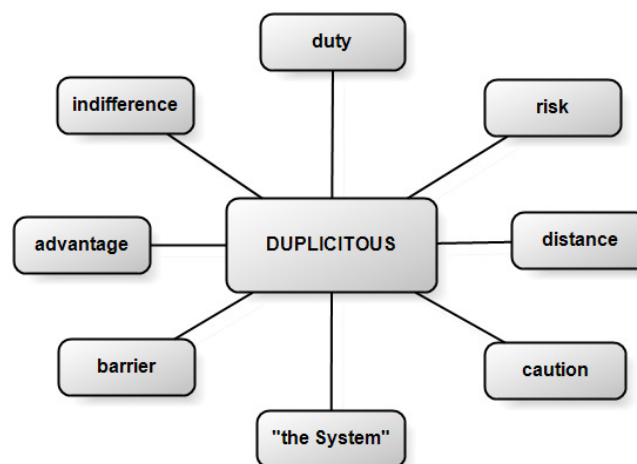 duty
indifference
risk
DUPLICITOUS
advantage
distance
barrier
caution
"the System"